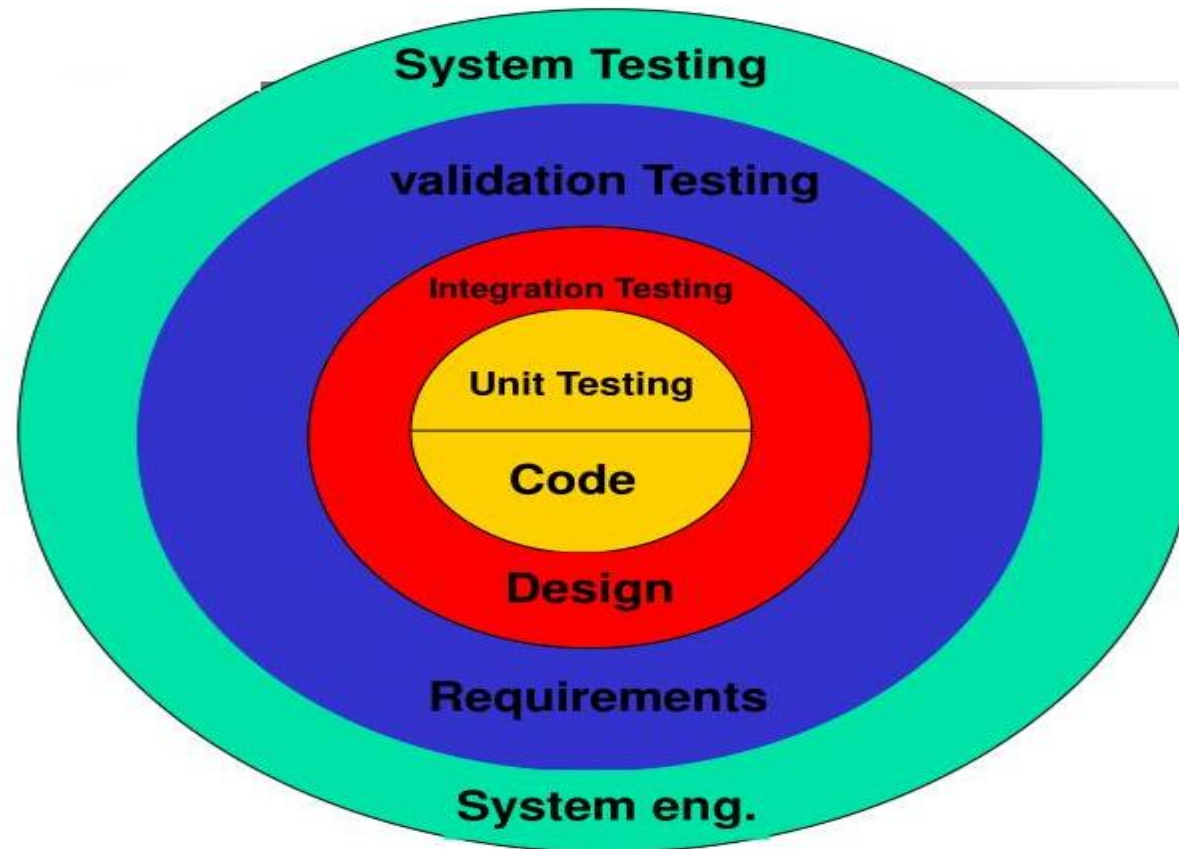 System Testing
validation Testing
Integration Testing
Unit Testing
Code
Design
Requirements
System eng.